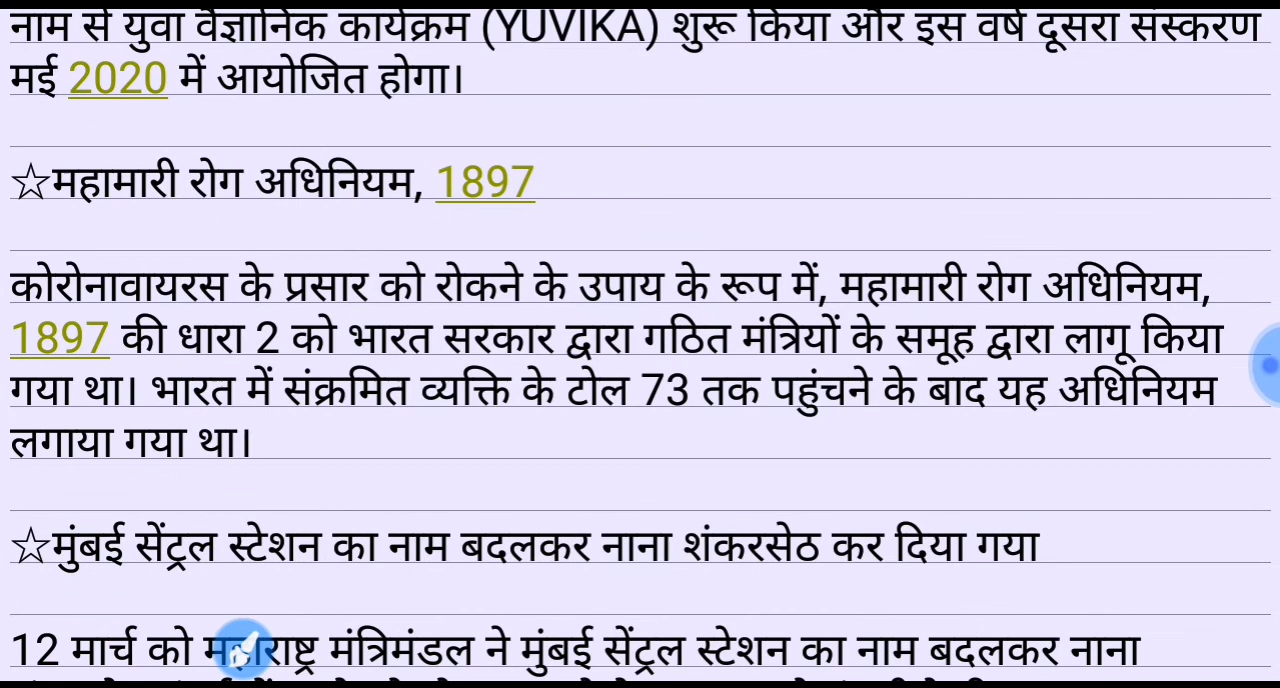 नाम से युवा वैज्ञानिक कार्यक्रम (YUVIKA) शुरू किया और इस वर्ष दूसरा संस्करण
मई 2020 में आयोजित होगा।
☆महामारी रोग अधिनियम, 1897
कोरोनावायरस के प्रसार को रोकने के उपाय के रूप में, महामारी रोग अधिनियम,
1897 की धारा 2 को भारत सरकार द्वारा गठित मंत्रियों के समूह द्वारा लागू किया
गया था। भारत में संक्रमित व्यक्ति के टोल 73 तक पहुंचने के बाद यह अधिनियम
लगाया गया था।
☆मुंबई सेंट्रल स्टेशन का नाम बदलकर नाना शंकरसेठ कर दिया गया
12 मार्च को महाराष्ट्र मंत्रिमंडल ने मुंबई सेंट्रल स्टेशन का नाम बदलकर नाना